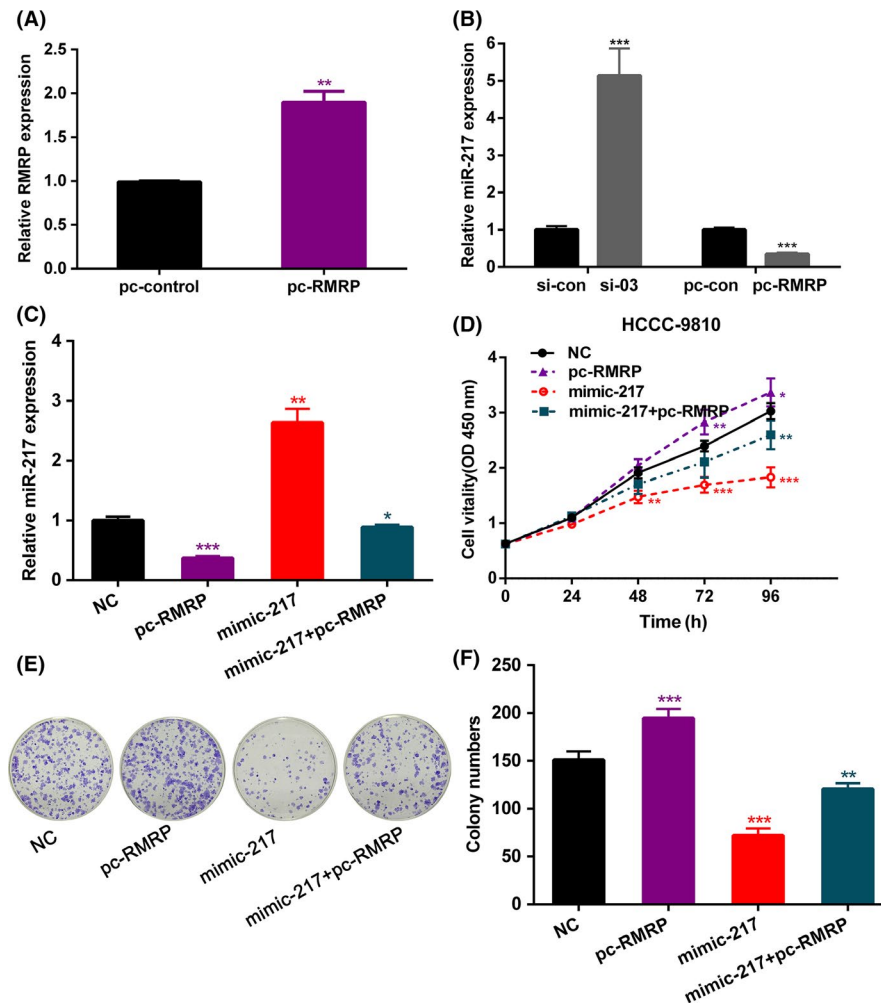 (A)
Relative RMRP expression
2.5
2.0
1.5
1.0
0.5
0.0
**
pc-control
pc-RMRP
(B)
Relative miR-217 expression
6
5
4
3
2
1
0
***
***
si-con
si-03
pc-con
pc-RMRP
(C)
Relative miR-217 expression
4
3
2
1
0
***
**
*
NC
pc-RMRP
mimic-217
mimic-217+pc-RMRP
(D)
HCCC-9810
NC
pc-RMRP
mimic-217
mimic-217+pc-RMRP
Cell vitality(OD 450 nm)
4
3
2
1
0
*
**
**
**
***
***
0
24
48
72
96
Time (h)
(E)
NC
pc-RMRP
mimic-217
mimic-217+pc-RMRP
(F)
Colony numbers
250
200
150
100
50
0
***
***
**
NC
pc-RMRP
mimic-217
mimic-217+pc-RMRP